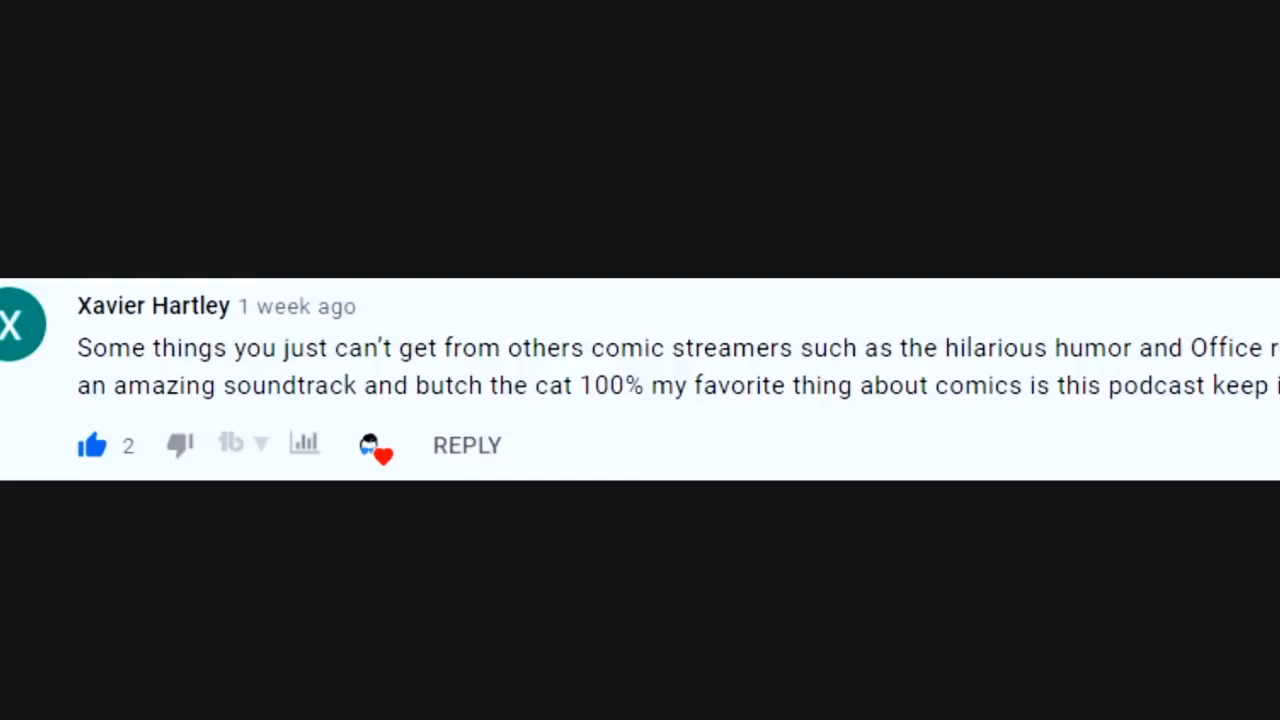 X
Xavier Hartley 1 week ago
Some things you just can't get from others comic streamers such as the hilarious humor and Office
an amazing soundtrack and butch the cat 100% my favorite thing about comics is this podcast keep
2 tb REPLY